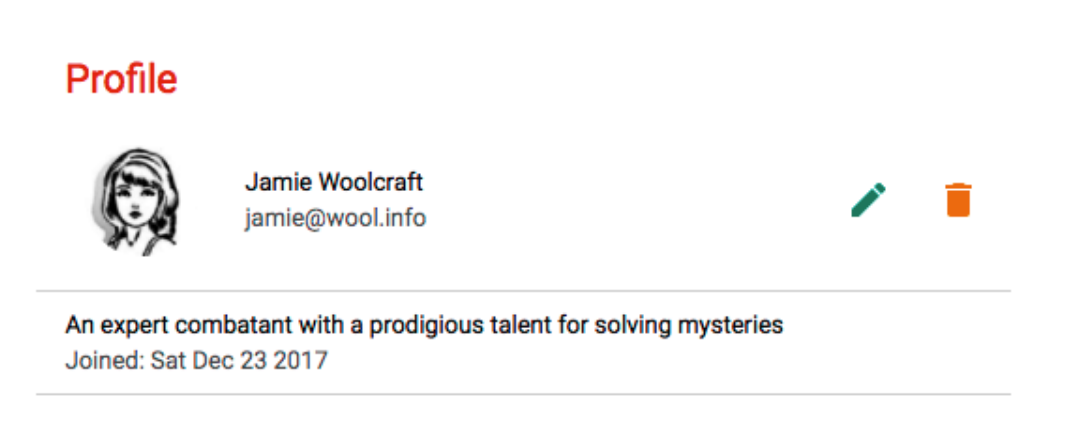 Profile
Jamie Woolcraft
jamie@wool.info
An expert combatant with a prodigious talent for solving mysteries
Joined: Sat Dec 23 2017